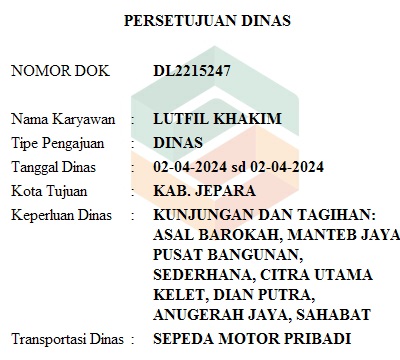 PERSETUJUAN DINAS
NOMOR DOK DL2215247
Nama Karyawan : LUTFIL KHAKIM
Tipe Pengajuan : DINAS
Tanggal Dinas : 02-04-2024 sd 02-04-2024
Kota Tujuan : KAB. JEPARA
Keperluan Dinas : KUNJUNGAN DAN TAGIHAN:
ASAL BAROKAH, MANTEB JAYA
PUSAT BANGUNAN,
SEDERHANA, CITRA UTAMA
KELET, DIAN PUTRA,
ANUGERAH JAYA, SAHABAT
Transportasi Dinas : SEPEDA MOTOR PRIBADI